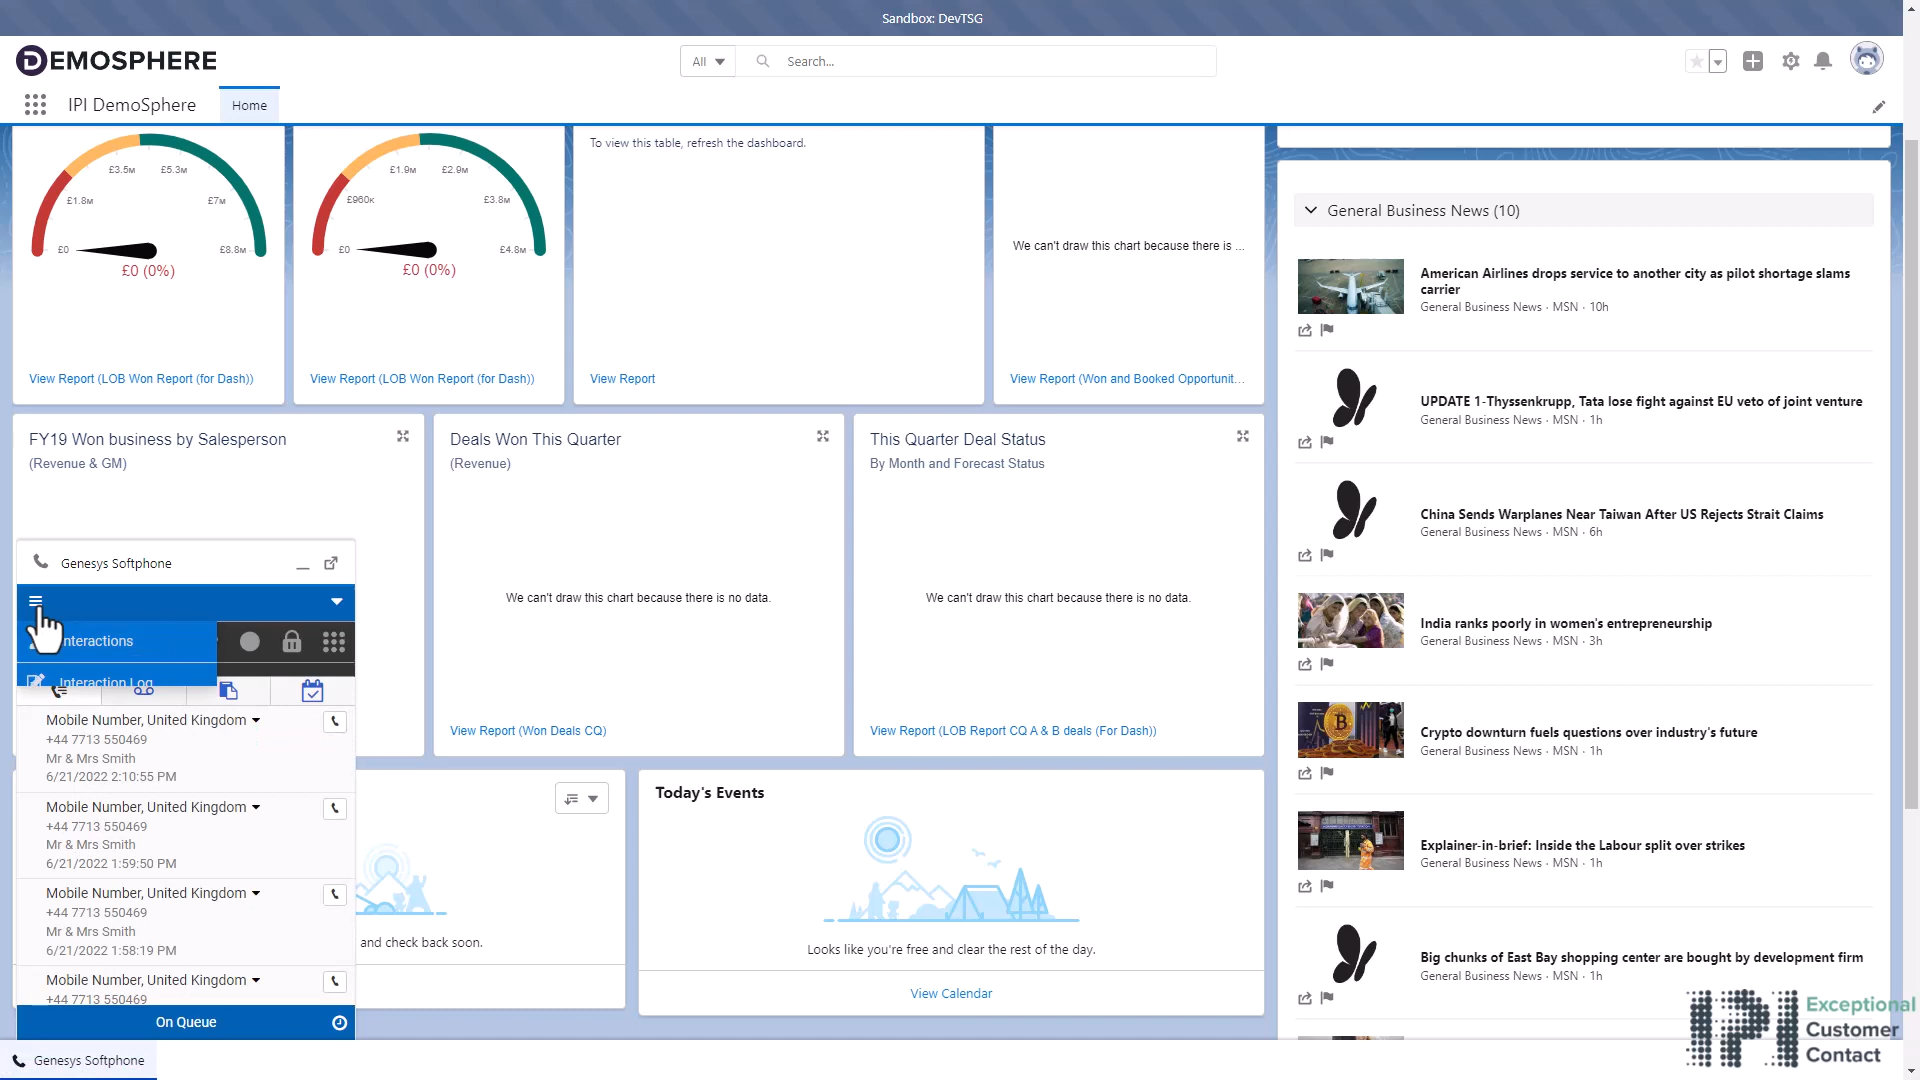 Sandbox: DevTSG
DEMOSPHERE
All
Search...
IPI DemoSphere
Home
£0
£1.8M
£3.5M
£5.3M
£7M
£8.8M
£0 (0%)
View Report (LOB Won Report (for Dash))
£0
£960K
£1.9M
£2.9M
£3.8M
£4.8M
£0 (0%)
View Report (LOB Won Report (for Dash))
To view this table, refresh the dashboard.
View Report
We can't draw this chart because there is ...
View Report (Won and Booked Opportunit...
FY19 Won business by Salesperson
(Revenue & GM)
Deals Won This Quarter
(Revenue)
We can't draw this chart because there is no data.
View Report (Won Deals CQ)
This Quarter Deal Status
By Month and Forecast Status
We can't draw this chart because there is no data.
View Report (LOB Report CQ A & B deals (For Dash))
Genesys Softphone
Interaction Log
Mobile Number, United Kingdom
+44 7713 550469
Mr & Mrs Smith
6/21/2022 2:10:55 PM
Mobile Number, United Kingdom
+44 7713 550469
Mr & Mrs Smith
6/21/2022 1:59:50 PM
Mobile Number, United Kingdom
+44 7713 550469
Mr & Mrs Smith
6/21/2022 1:58:19 PM
Mobile Number, United Kingdom
+44 7713 550469
On Queue
Genesys Softphone
and check back soon.
Today's Events
Looks like you're free and clear the rest of the day.
View Calendar
General Business News (10)
American Airlines drops service to another city as pilot shortage slams
carrier
General Business News · MSN · 10h
UPDATE 1-Thyssenkrupp, Tata lose fight against EU veto of joint venture
General Business News · MSN · 1h
China Sends Warplanes Near Taiwan After US Rejects Strait Claims
General Business News · MSN · 6h
India ranks poorly in women's entrepreneurship
General Business News · MSN · 3h
Crypto downturn fuels questions over industry's future
General Business News · MSN · 1h
Explainer-in-brief: Inside the Labour split over strikes
General Business News · MSN · 1h
Big chunks of East Bay shopping center are bought by development firm
General Business News · MSN · 1h
IPI
Exceptional
Customer
Contact